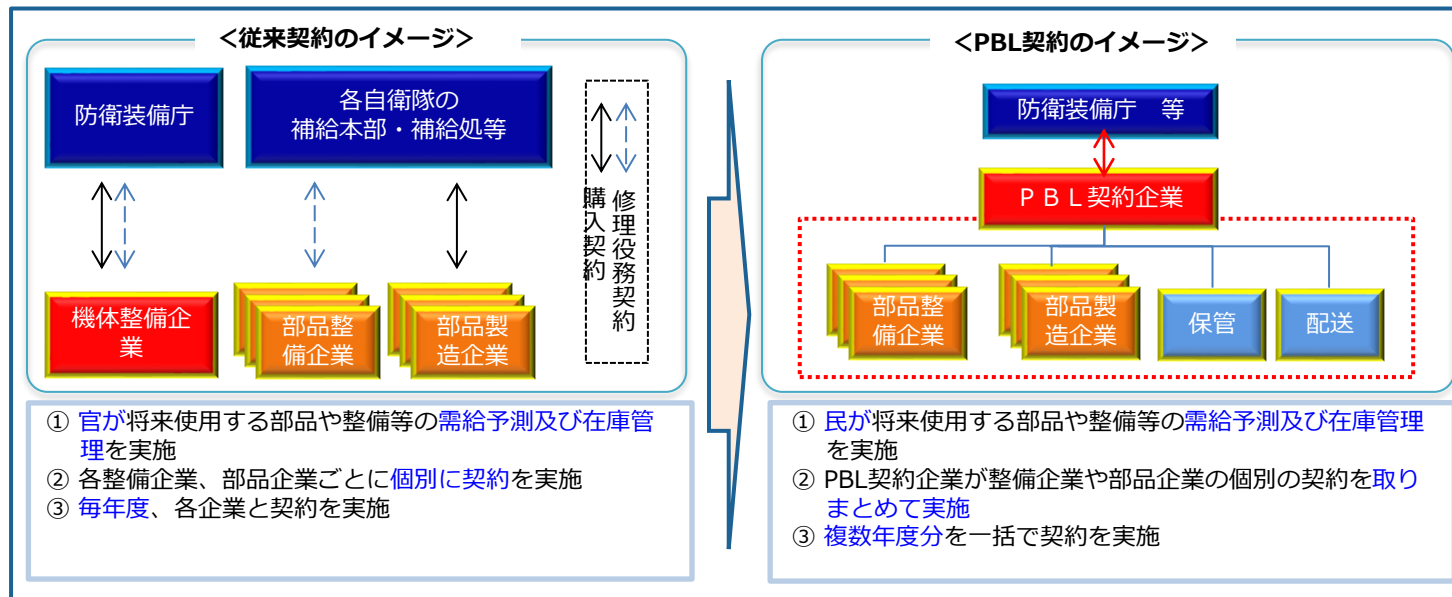 <従来契約のイメージ>
防衛装備庁
各自衛隊の
補給本部・補給処等
購入契約
修理役務契約
機体整備企
業
部品整
備企業
部品製
造企業
① 官が将来使用する部品や整備等の需給予測及び在庫管
理を実施
② 各整備企業、部品企業ごとに個別に契約を実施
③ 毎年度、各企業と契約を実施
<PBL契約のイメージ>
防衛装備庁　等
ＰＢＬ契約企業
部品整
備企業
部品製
造企業
保管
配送
① 民が将来使用する部品や整備等の需給予測及び在庫管理
を実施
② PBL契約企業が整備企業や部品企業の個別の契約を取り
まとめて実施
③ 複数年度分を一括で契約を実施